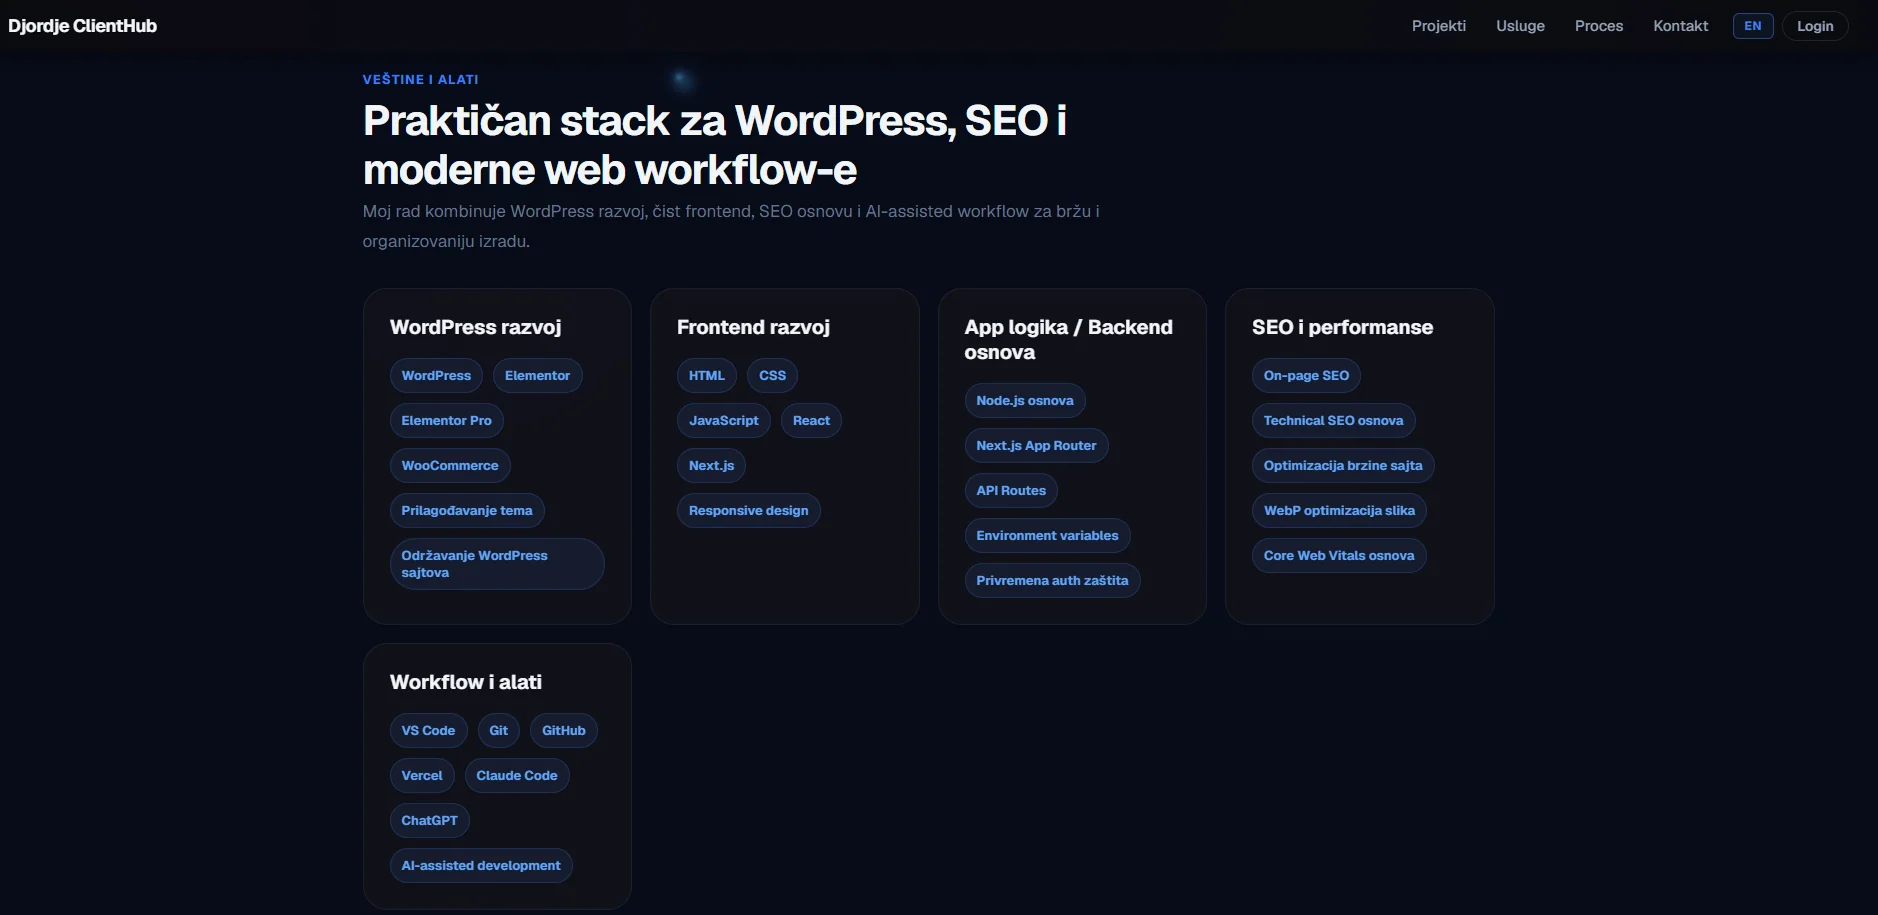 Djordje ClientHub
Projekti
Usluge
Proces
Kontakt
EN
Login
VEŠTINE I ALATI
Praktičan stack za WordPress, SEO i
moderne web workflow-e
Moj rad kombinuje WordPress razvoj, čist frontend, SEO osnovu i AI-assisted workflow za bržu i
organizovaniju izradu.
WordPress razvoj
WordPress
Elementor
Elementor Pro
WooCommerce
Prilagođavanje tema
Održavanje WordPress
sajtova
Frontend razvoj
HTML
CSS
JavaScript
React
Next.js
Responsive design
App logika / Backend
osnova
Node.js osnova
Next.js App Router
API Routes
Environment variables
Privremena auth zaštita
SEO i performanse
On-page SEO
Technical SEO osnova
Optimizacija brzine sajta
WebP optimizacija slika
Core Web Vitals osnova
Workflow i alati
VS Code
Git
GitHub
Vercel
Claude Code
ChatGPT
AI-assisted development